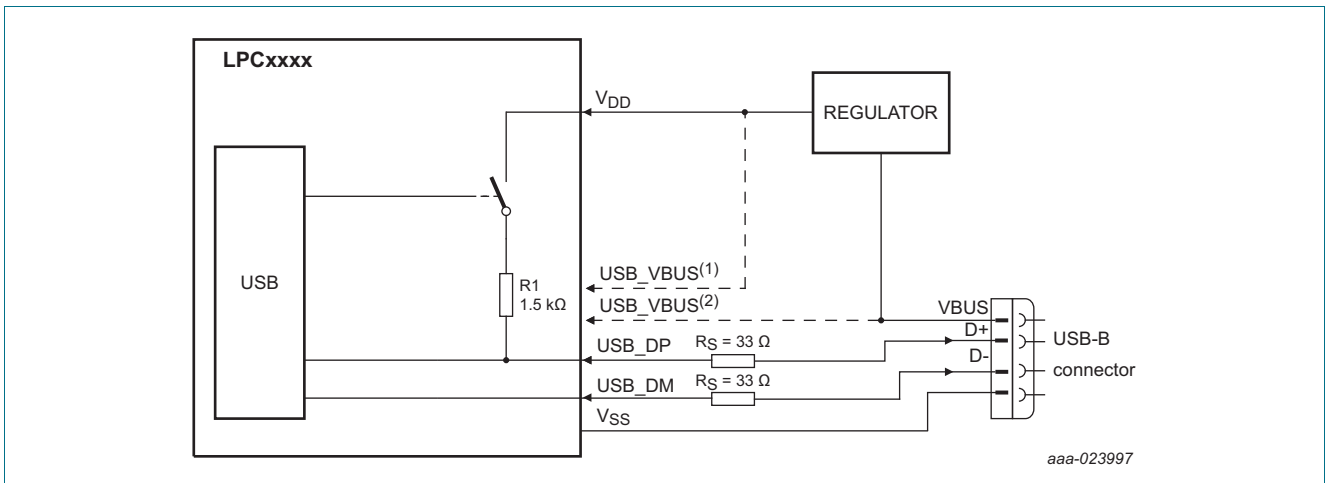 LPCxxxx
VDD
REGULATOR
USB
R1
1.5 kΩ
USB_VBUS(1)
USB_VBUS(2)
VBUS
D+
USB-B
USB_DP
RS = 33 Ω
D-
connector
USB_DM
RS = 33 Ω
VSS
aaa-023997